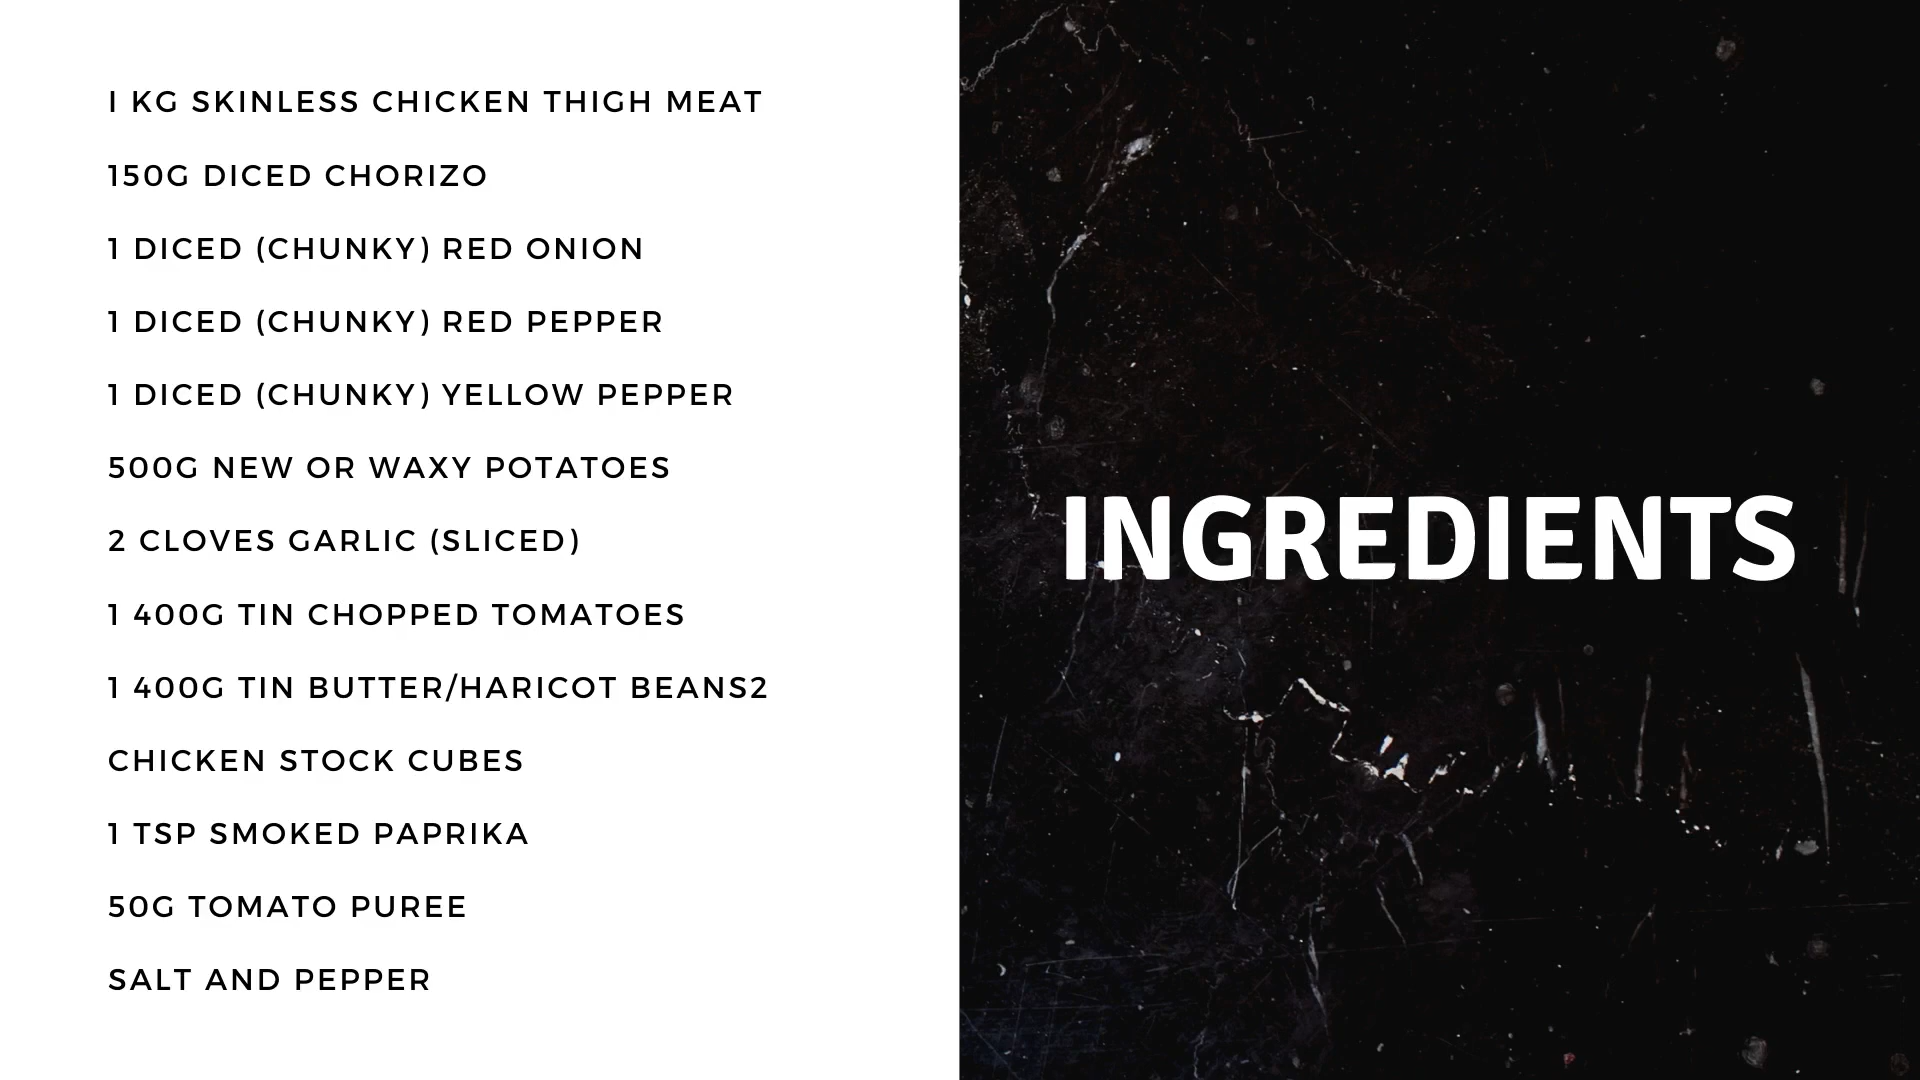 I KG SKINLESS CHICKEN THIGH MEAT
150G DICED CHORIZO
1 DICED (CHUNKY) RED ONION
1 DICED (CHUNKY) RED PEPPER
1 DICED (CHUNKY) YELLOW PEPPER
500G NEW OR WAXY POTATOES
2 CLOVES GARLIC (SLICED)
1 400G TIN CHOPPED TOMATOES
1 400G TIN BUTTER/HARICOT BEANS2
CHICKEN STOCK CUBES
1 TSP SMOKED PAPRIKA
50G TOMATO PUREE
SALT AND PEPPER
INGREDIENTS